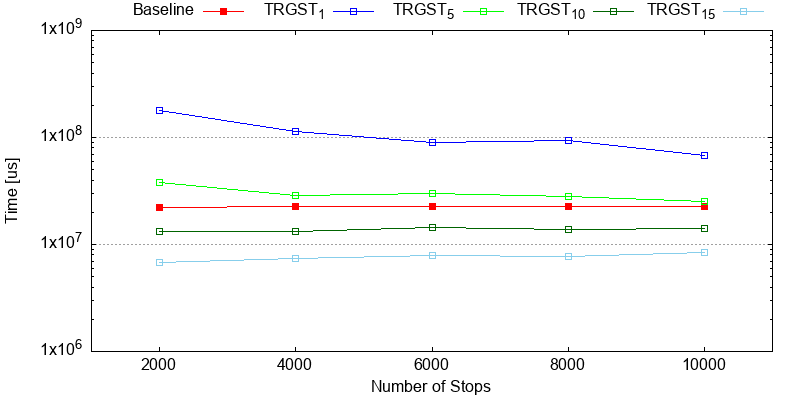 Baseline TRGST₁ TRGST₅ TRGST₁₀ TRGST₁₅
1x10⁹
1x10⁸
1x10⁷
1x10⁶
Time [us]
2000 4000 6000 8000 10000
Number of Stops